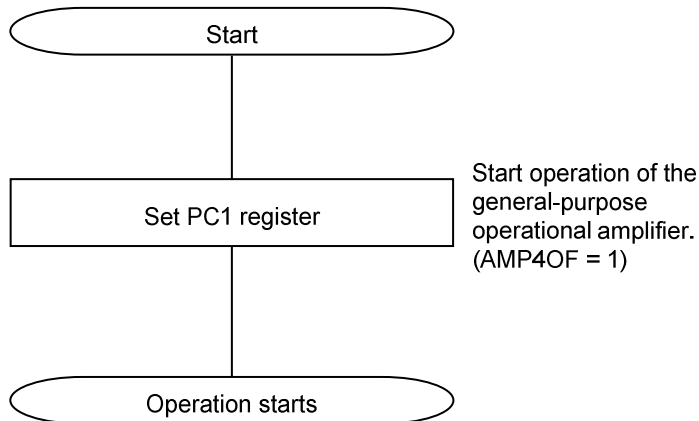 Start
Set PC1 register
Start operation of the
general-purpose
operational amplifier.
(AMP4OF = 1)
Operation starts